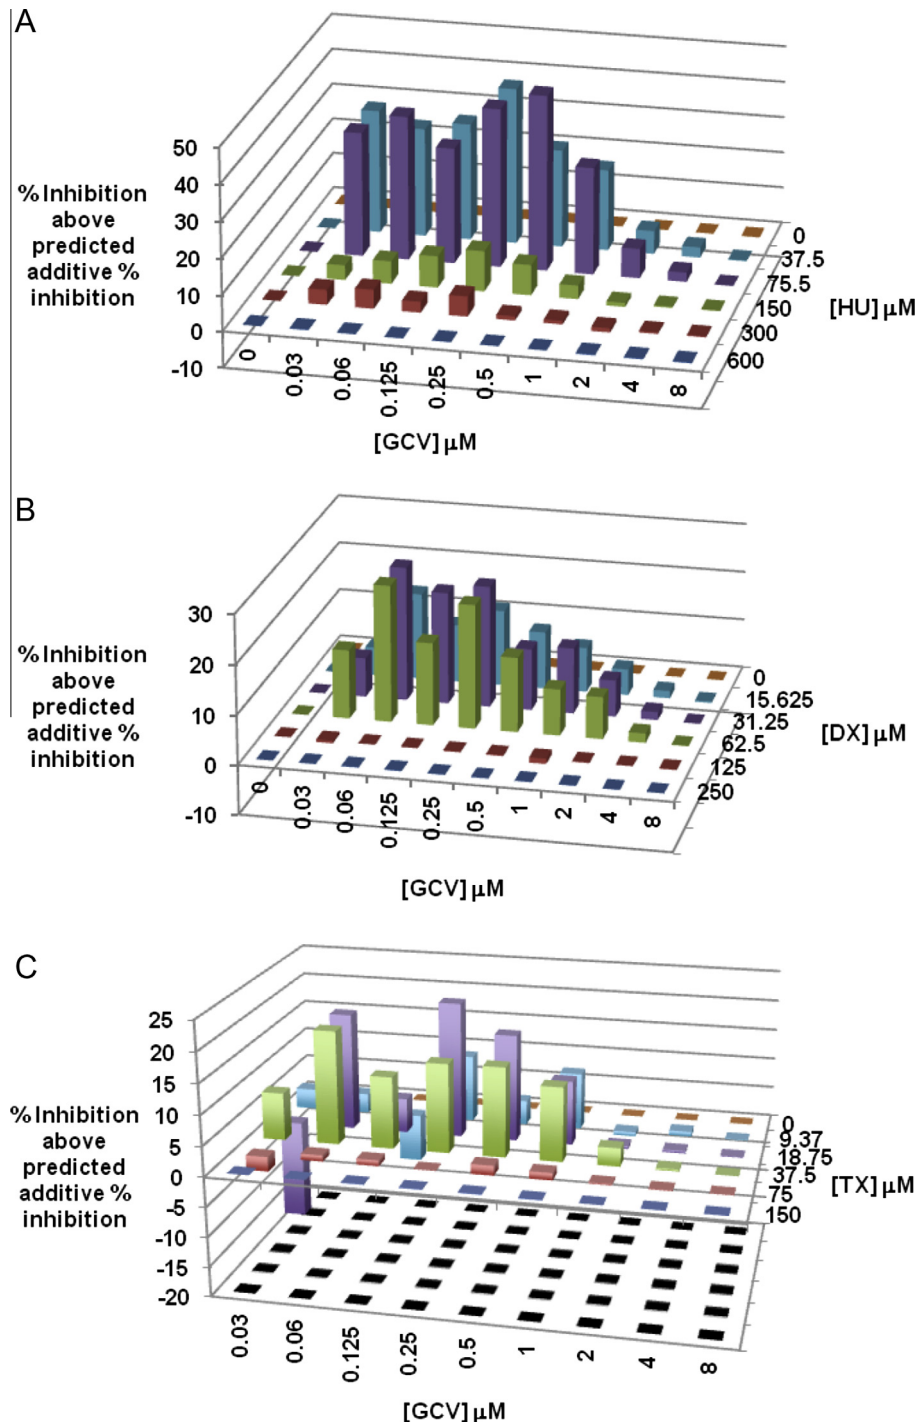 A
50
40
30
20
10
0
-10
% Inhibition
above
predicted
additive %
inhibition
0
37.5
75.5
150
300
600
[HU] µM
0
0.03
0.06
0.125
0.25
0.5
1
2
4
8
[GCV] µM
B
30
20
10
0
-10
% Inhibition
above
predicted
additive %
inhibition
0
15.625
31.25
62.5
125
250
[DX] µM
0
0.03
0.06
0.125
0.25
0.5
1
2
4
8
[GCV] µM
C
25
20
15
10
5
0
-5
-10
-15
-20
% Inhibition
above
predicted
additive %
inhibition
0
9.37
18.75
37.5
75
150
[TX] µM
0.03
0.06
0.125
0.25
0.5
1
2
4
8
[GCV] µM